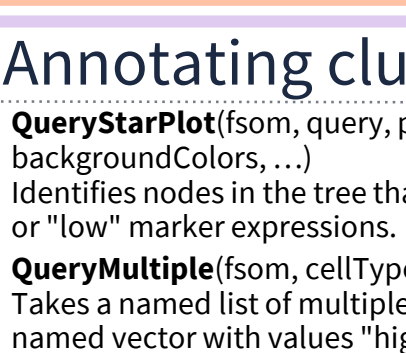 Annotating clu
QueryStarPlot(fsom, query, p
backgroundColors, …)
Identifies nodes in the tree tha
or "low" marker expressions.
QueryMultiple(fsom, cellType
Takes a named list of multiple
named vector with values "hig